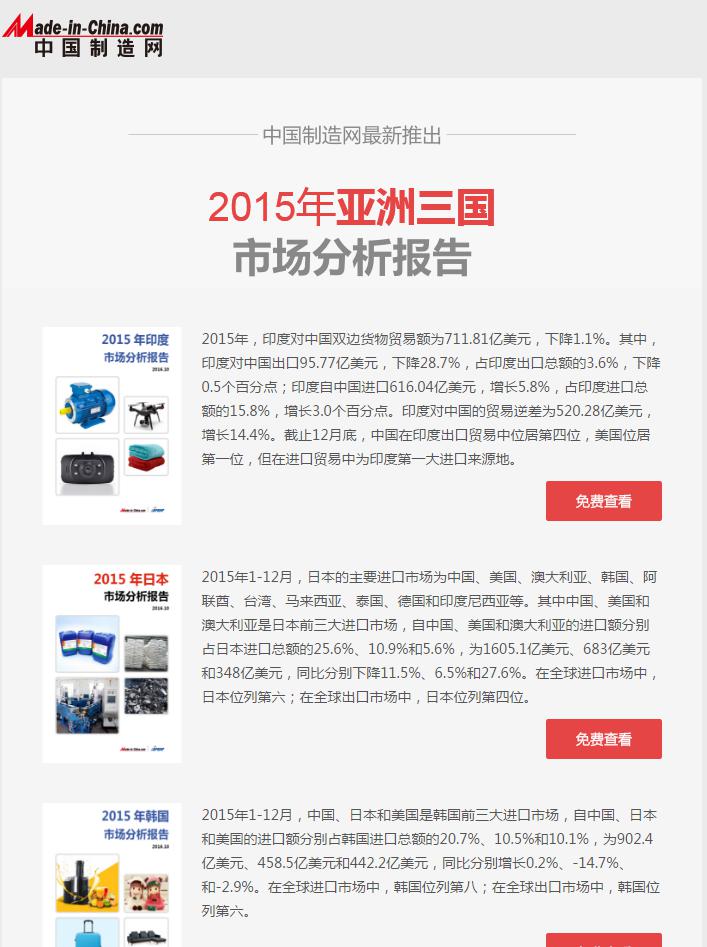 Made-in-China.com
中国制造网
中国制造网最新推出
2015年亚洲三国
市场分析报告
2015 年印度
市场分析报告
2016.10
Made-in-China.com
2015年，印度对中国双边货物贸易额为711.81亿美元，下降1.1%。其中，
印度对中国出口95.77亿美元，下降28.7%，占印度出口总额的3.6%，下降
0.5个百分点；印度自中国进口616.04亿美元，增长5.8%，占印度进口总
额的15.8%，增长3.0个百分点。印度对中国的贸易逆差为520.28亿美元，
增长14.4%。截止12月底，中国在印度出口贸易中位居第四位，美国位居
第一位，但在进口贸易中为印度第一大进口来源地。
免费查看
2015 年日本
市场分析报告
2016.10
Made-in-China.com
2015年1-12月，日本的主要进口市场为中国、美国、澳大利亚、韩国、阿
联酋、台湾、马来西亚、泰国、德国和印度尼西亚等。其中中国、美国和
澳大利亚是日本前三大进口市场，自中国、美国和澳大利亚的进口额分别
占日本进口总额的25.6%、10.9%和5.6%，为1605.1亿美元、683亿美元
和348亿美元，同比分别下降11.5%、6.5%和27.6%。在全球进口市场中，
日本位列第六；在全球出口市场中，日本位列第四位。
免费查看
2015 年韩国
市场分析报告
2016.10
2015年1-12月，中国、日本和美国是韩国前三大进口市场，自中国、日本
和美国的进口额分别占韩国进口总额的20.7%、10.5%和10.1%，为902.4
亿美元、458.5亿美元和442.2亿美元，同比分别增长0.2%、-14.7%、
和-2.9%。在全球进口市场中，韩国位列第八；在全球出口市场中，韩国位
列第六。